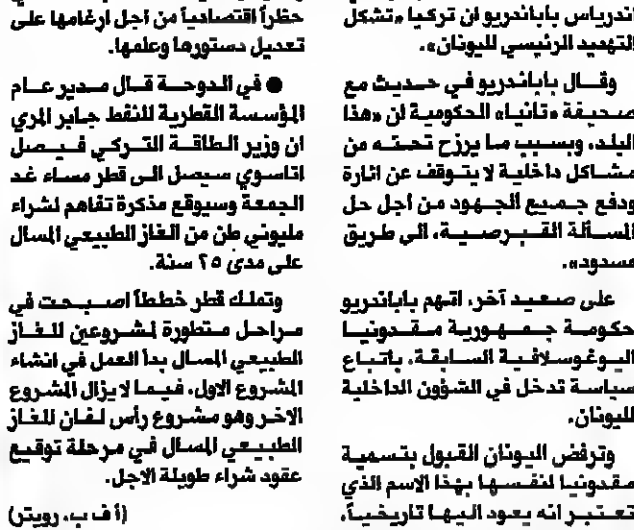 اندرياس باباندريو ان تركيا «تشكل
التهديد الرئيسي لليونان».
وقال باباندريو في حديث مع
صحيفة «تانيا» الحكومية ان «هذا
البلد، وبسبب ما يرزح تحته من
مشاكل داخلية لا يتوقف عن اثارة
ودفع جميع الجهود من اجل حل
المسألة القبرصية، الى طريق
مسدود».
على صعيد آخر، اتهم باباندريو
حكومة جمهورية مقدونيا
اليوغوسلافية السابقة، باتباع
سياسة تدخل في الشؤون الداخلية
لليونان.
وترفض اليونان القبول بتسمية
مقدونيا لنفسها بهذا الاسم الذي
تعتبر انه يعود اليها تاريخياً،
حظراً اقتصادياً من اجل ارغامها على
تعديل دستورها وعلمها.
● في الدوحة قال مدير عام
المؤسسة القطرية للنفط جابر المري
ان وزير الطاقة التركي فيصل
اتاسوي سيصل الى قطر مساء غد
الجمعة وسيوقع مذكرة تفاهم لشراء
مليوني طن من الغاز الطبيعي المسال
على مدى ٢٥ سنة.
وتملك قطر خططاً اصبحت في
مراحل متطورة لمشروعين للغاز
الطبيعي المسال بدأ العمل في انشاء
المشروع الاول، فيما لا يزال المشروع
الاخر وهو مشروع رأس لفان للغاز
الطبيعي المسال في مرحلة توقيع
عقود شراء طويلة الاجل.
(أ ف ب، رويتر)